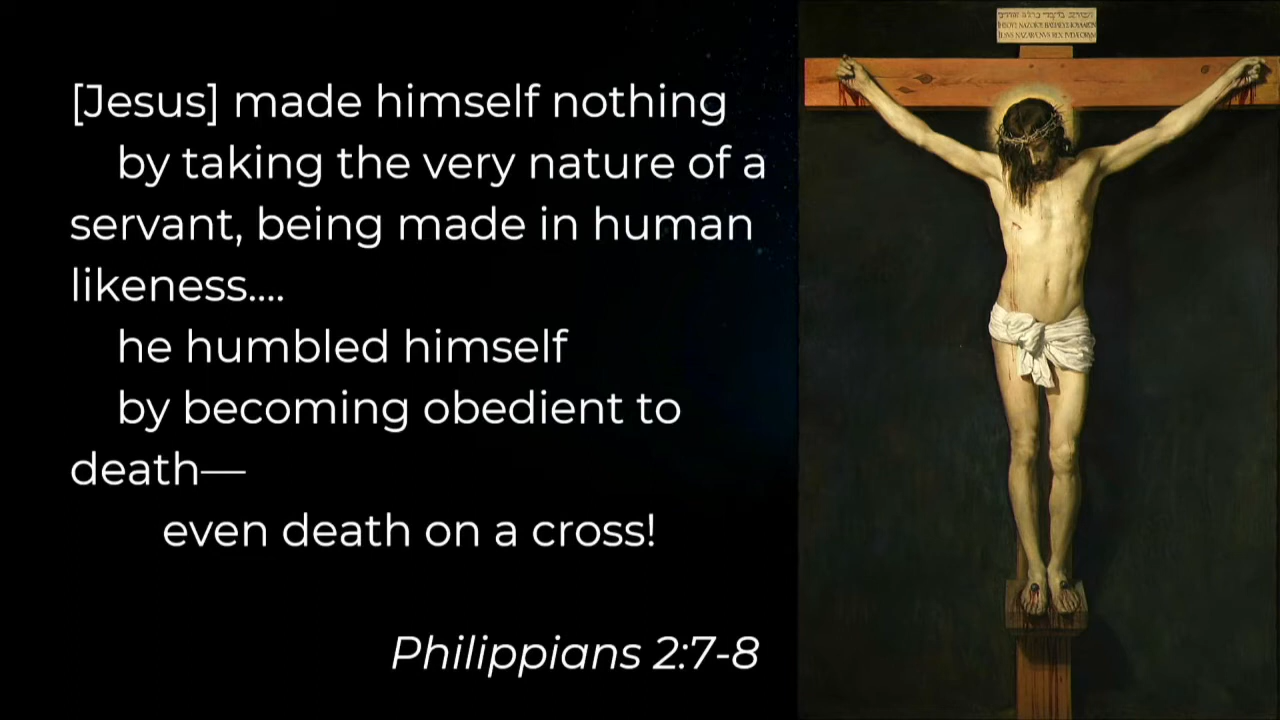 [Jesus] made himself nothing
by taking the very nature of a
servant, being made in human
likeness....
he humbled himself
by becoming obedient to
death—
even death on a cross!
Philippians 2:7-8